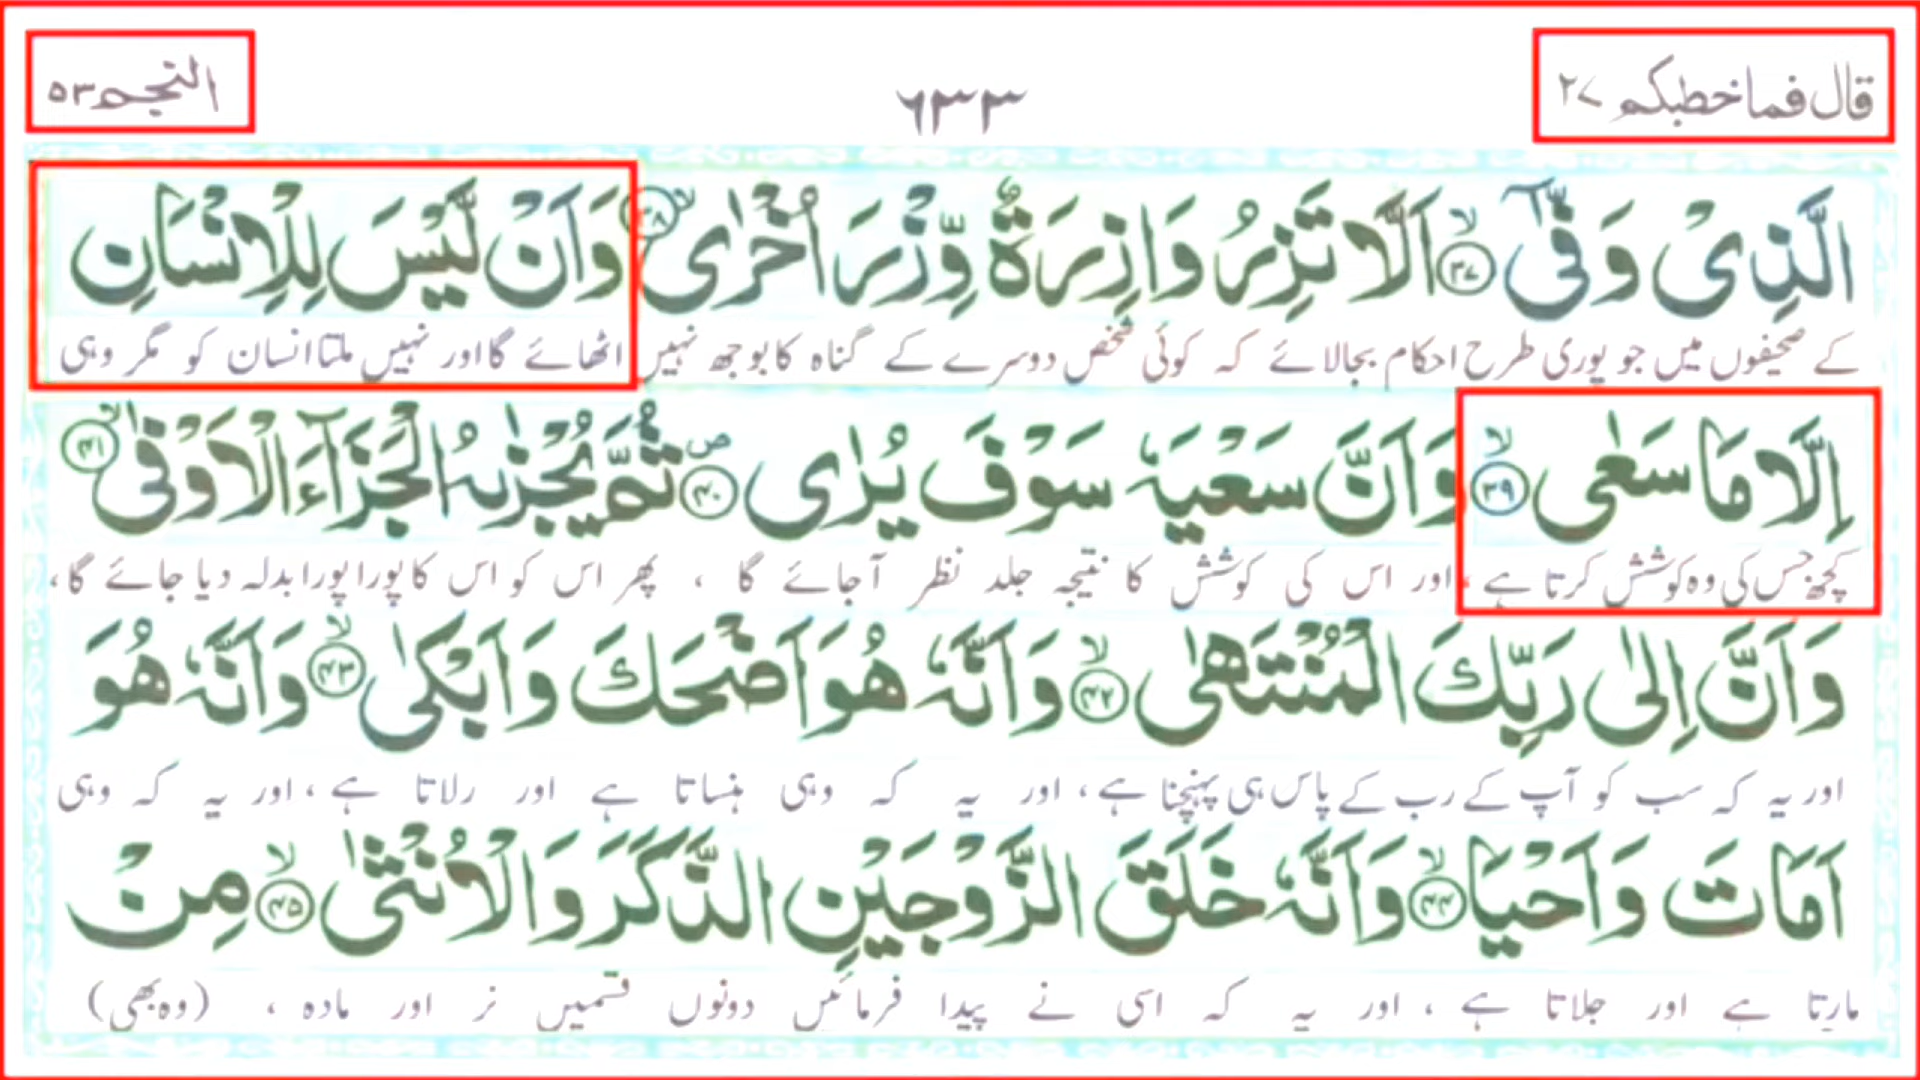 قال فما خطبكم ٢٧ ٦٣٣ النجم ٥٣
الَّذِىْ وَفّٰىٓ ۙ‏﴿۳۷﴾ اَلَّا تَزِرُ وَازِرَةٌ وِّزْرَ اُخْرٰى ۙ‏﴿۳۸﴾ وَاَنْ لَّيْسَ لِلْاِنْسَانِ
کے صحیفوں میں جو پوری طرح احکام بجالائے کہ کوئی شخص دوسرے کے گناہ کا بوجھ نہیں اٹھائے گا اور نہیں ملتا انسان کو مگر وہی
اِلَّا مَا سَعٰى ۙ‏﴿۳۹﴾ وَاَنَّ سَعْيَهٗ سَوْفَ يُرٰى ۖ‏﴿۴۰﴾ ثُمَّ يُجْزٰٮهُ الْجَزَآءَ الْاَوْفٰى ۙ‏﴿۴۱﴾
کچھ جس کی وہ کوشش کرتا ہے ، اور اس کی کوشش کا نتیجہ جلد نظر آجائے گا ، پھر اس کو اس کا پورا پورا بدلہ دیا جائے گا ،
وَاَنَّ اِلٰى رَبِّكَ الْمُنْتَهٰى ۙ‏﴿۴۲﴾ وَاَنَّهٗ هُوَ اَضْحَكَ وَاَبْكٰى ۙ‏﴿۴۳﴾ وَاَنَّهٗ هُوَ
اور یہ کہ سب کو آپ کے رب کے پاس ہی پہنچنا ہے ، اور یہ کہ وہی ہنساتا ہے اور رلاتا ہے ، اور یہ کہ وہی
اَمَاتَ وَاَحْيَا ۙ‏﴿۴۴﴾ وَاَنَّهٗ خَلَقَ الزَّوْجَيْنِ الذَّكَرَ وَالْاُنْثٰى ۙ‏﴿۴۵﴾ مِنْ
مارتا ہے اور جلاتا ہے ، اور یہ کہ اسی نے پیدا فرمائیں دونوں قسمیں نر اور مادہ ، (وہ بھی)